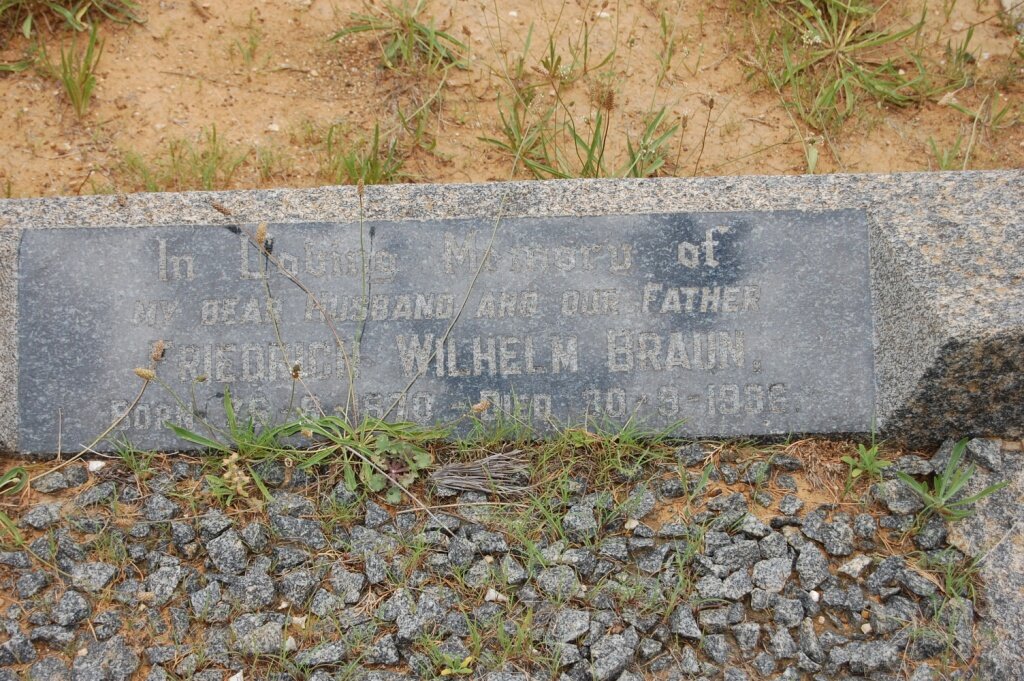 In Loving Memory of
MY DEAR HUSBAND AND OUR FATHER
FRIEDRICH WILHELM BRAUN.
BORN DIED